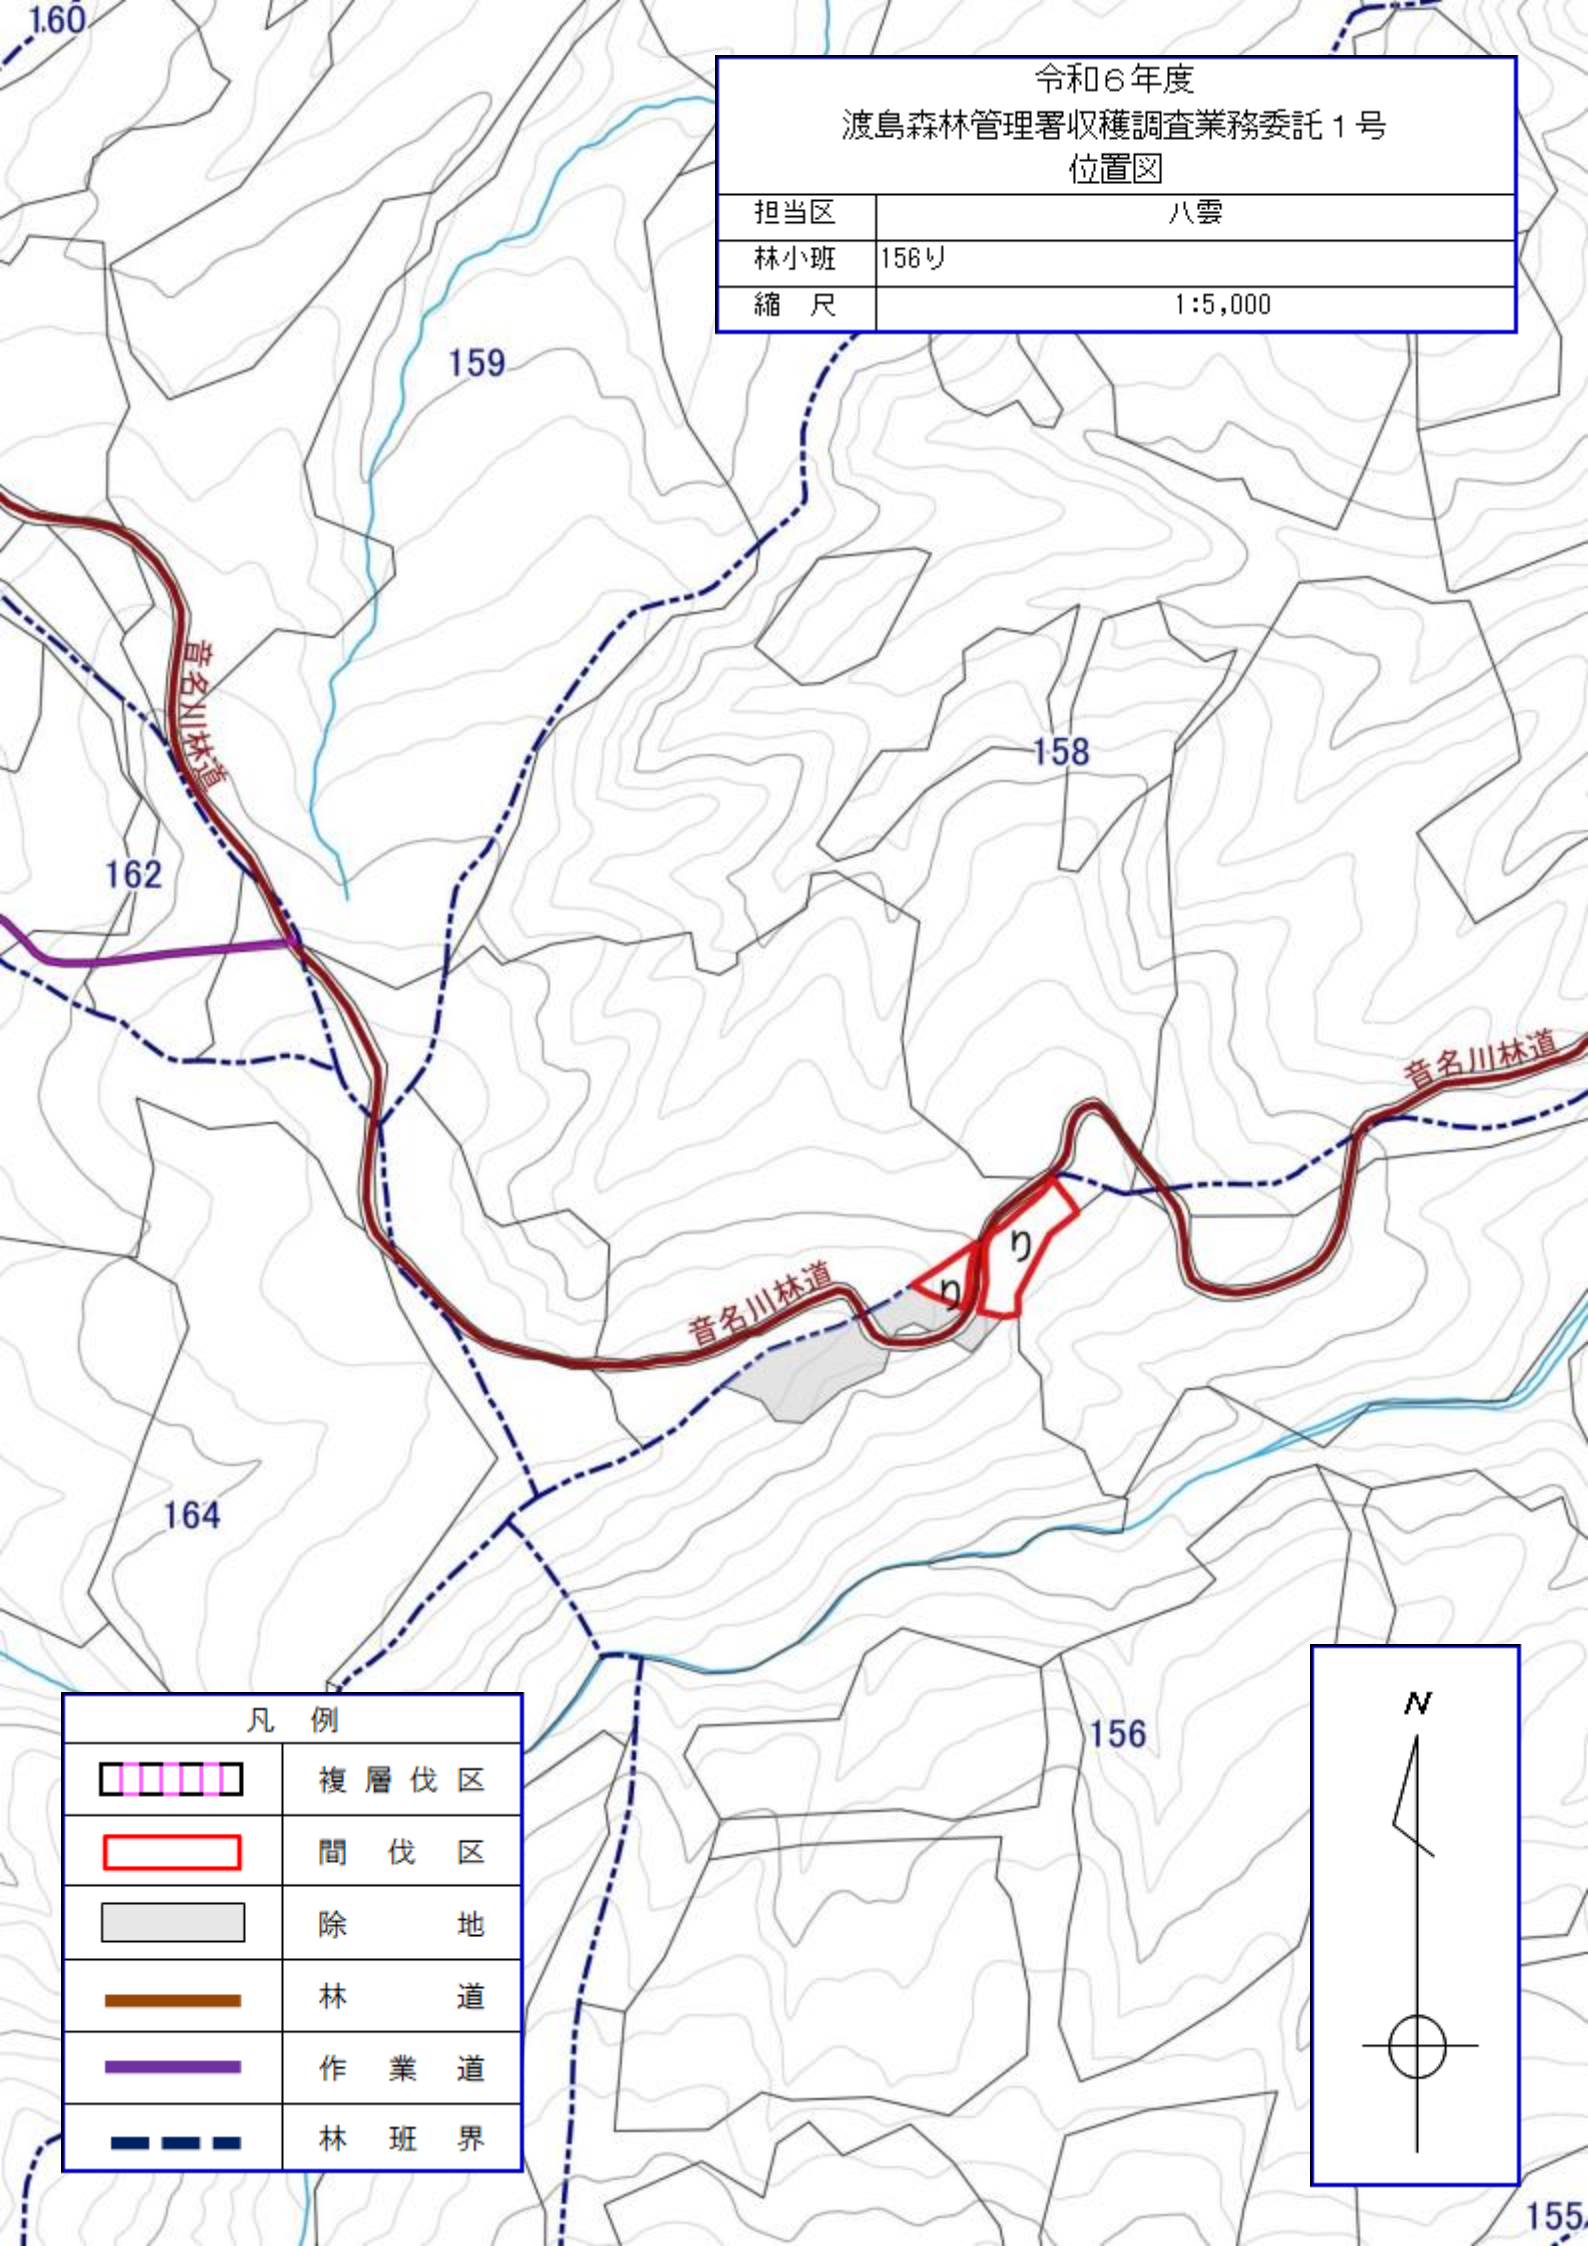 160
令和６年度
渡島森林管理署収穫調査業務委託１号
位置図
担当区 八雲
林小班 156り
縮 尺 1:5,000
159
音名川林道
158
162
音名川林道
り
り
音名川林道
164
156
凡 例
複層伐区
間伐区
除地
林道
作業道
林班界
N
155